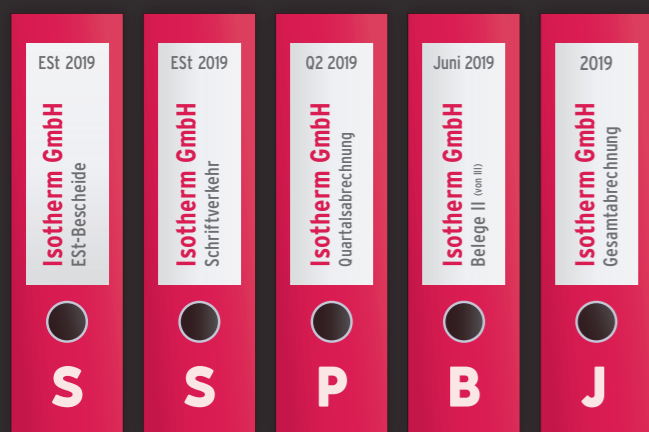 ESt 2019
Isotherm GmbH
ESt-Bescheide
S
ESt 2019
Isotherm GmbH
Schriftverkehr
S
Q2 2019
Isotherm GmbH
Quartalsabrechnung
P
Juni 2019
Isotherm GmbH
Belege II (von III)
B
2019
Isotherm GmbH
Gesamtabrechnung
J